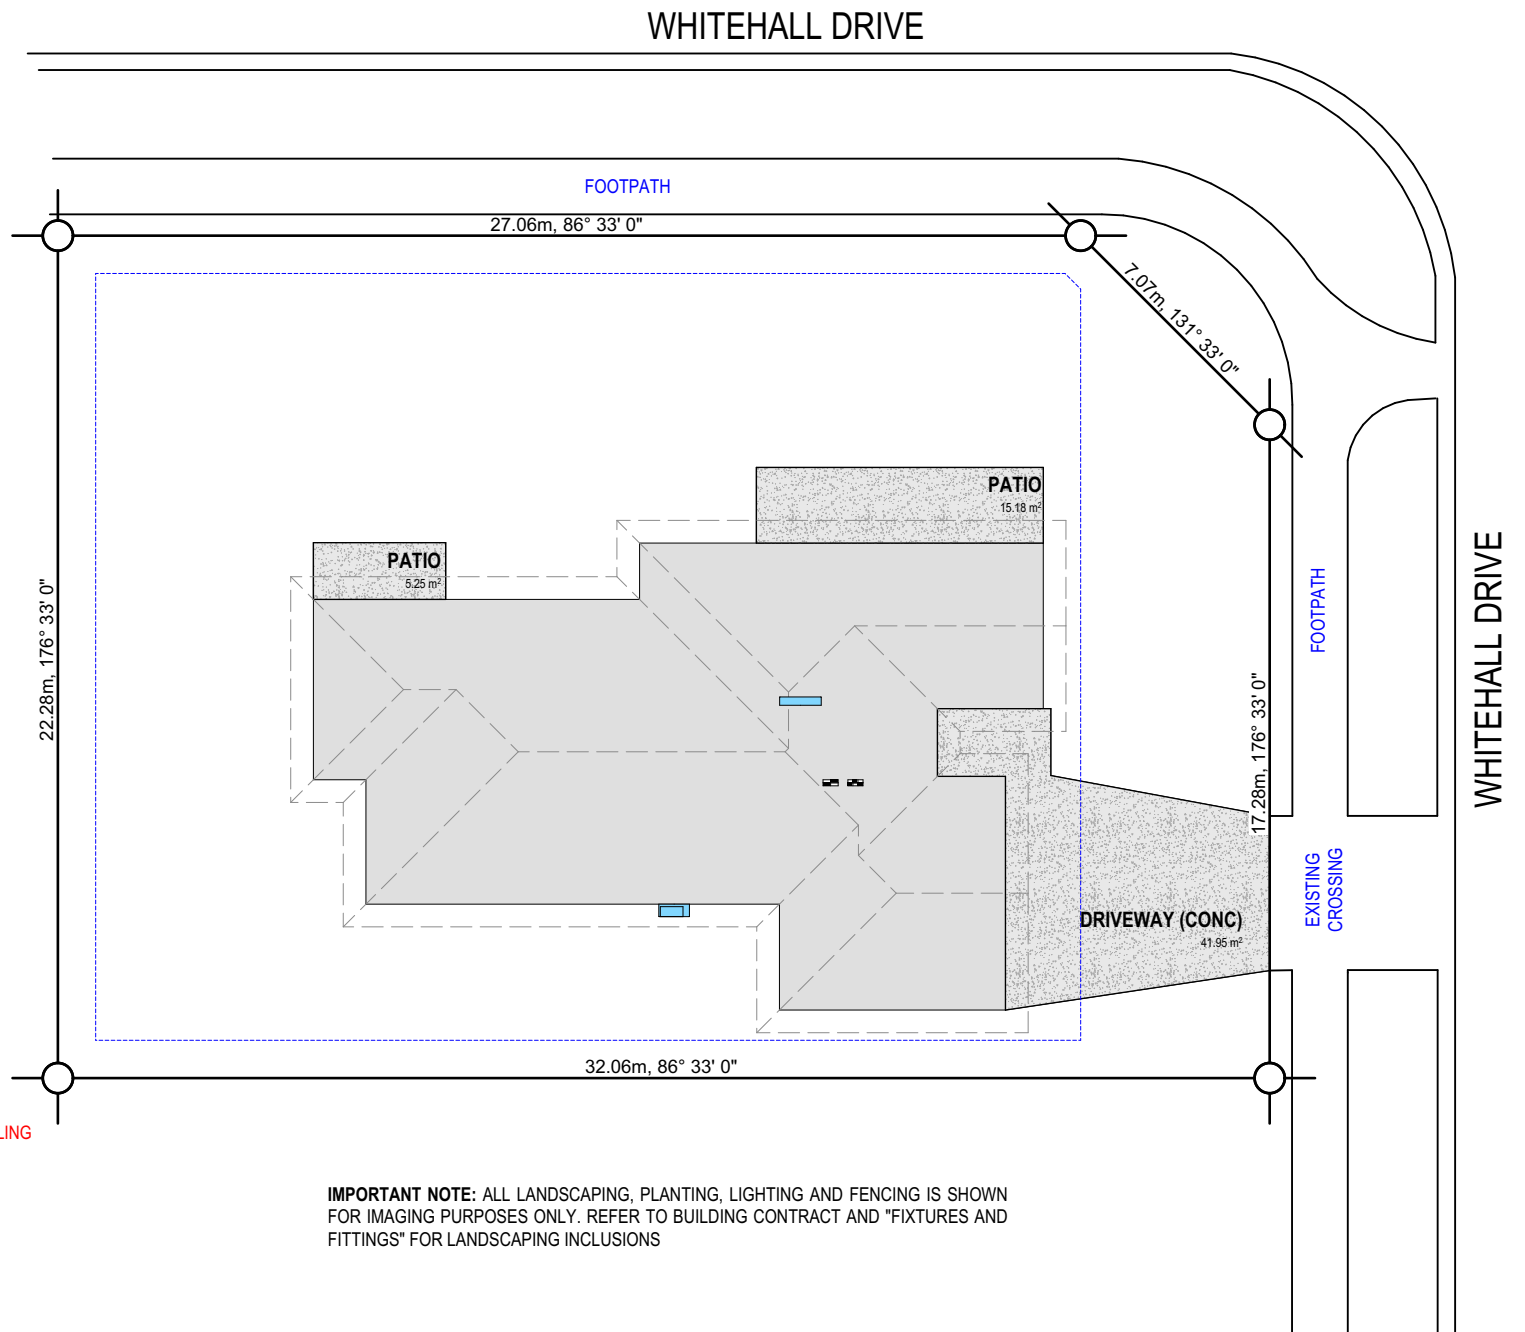 WHITEHALL DRIVE
FOOTPATH
27.06m, 86° 33' 0"
7.07m, 131° 33' 0"
PATIO
15.18 m²
PATIO
5.25 m²
22.28m, 176° 33' 0"
FOOTPATH
WHITEHALL DRIVE
17.28m, 176° 33' 0"
EXISTING
CROSSING
DRIVEWAY (CONC)
41.95 m²
32.06m, 86° 33' 0"
LING
IMPORTANT NOTE: ALL LANDSCAPING, PLANTING, LIGHTING AND FENCING IS SHOWN
FOR IMAGING PURPOSES ONLY. REFER TO BUILDING CONTRACT AND "FIXTURES AND
FITTINGS" FOR LANDSCAPING INCLUSIONS